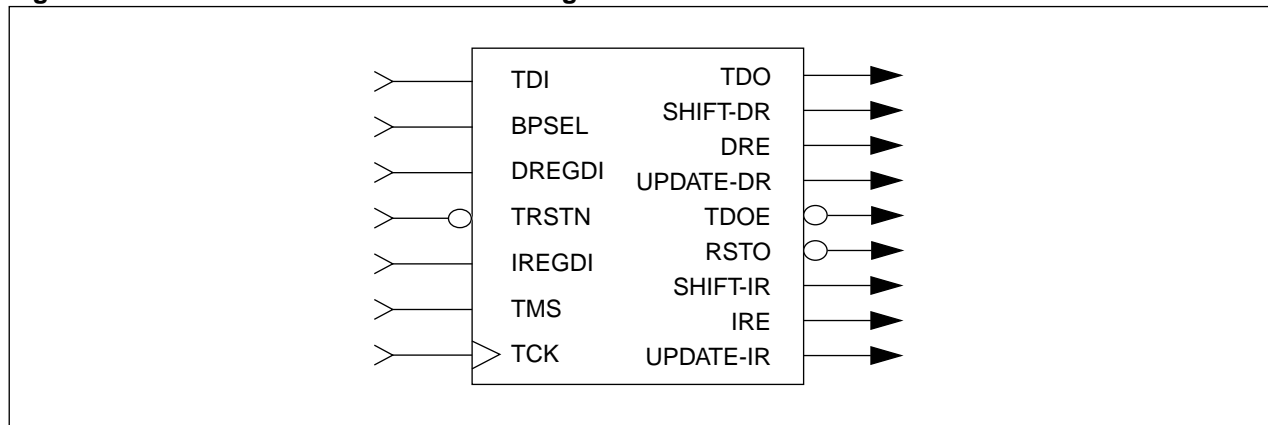 TDI
BPSEL
DREGDI
TRSTN
IREGDI
TMS
TCK
TDO
SHIFT-DR
DRE
UPDATE-DR
TDOE
RSTO
SHIFT-IR
IRE
UPDATE-IR